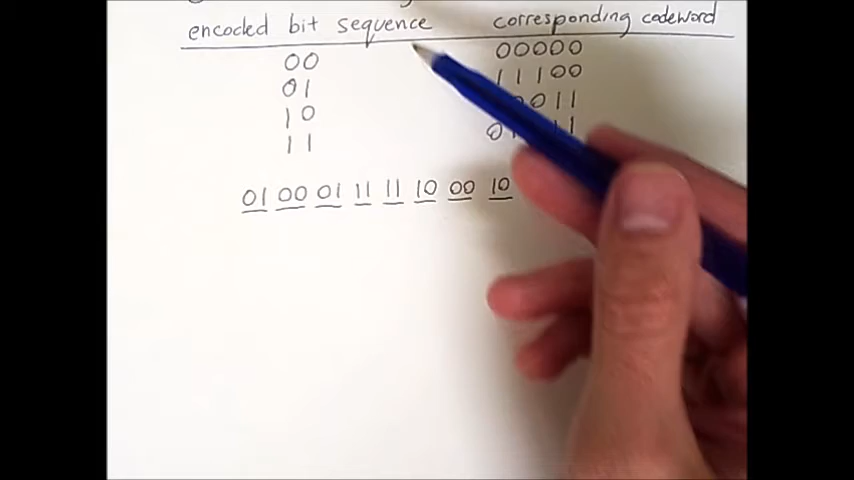 encoded bit sequence corresponding codeword
00 00000
01 11100
10 011
11
01 00 01 11 11 10 00 10